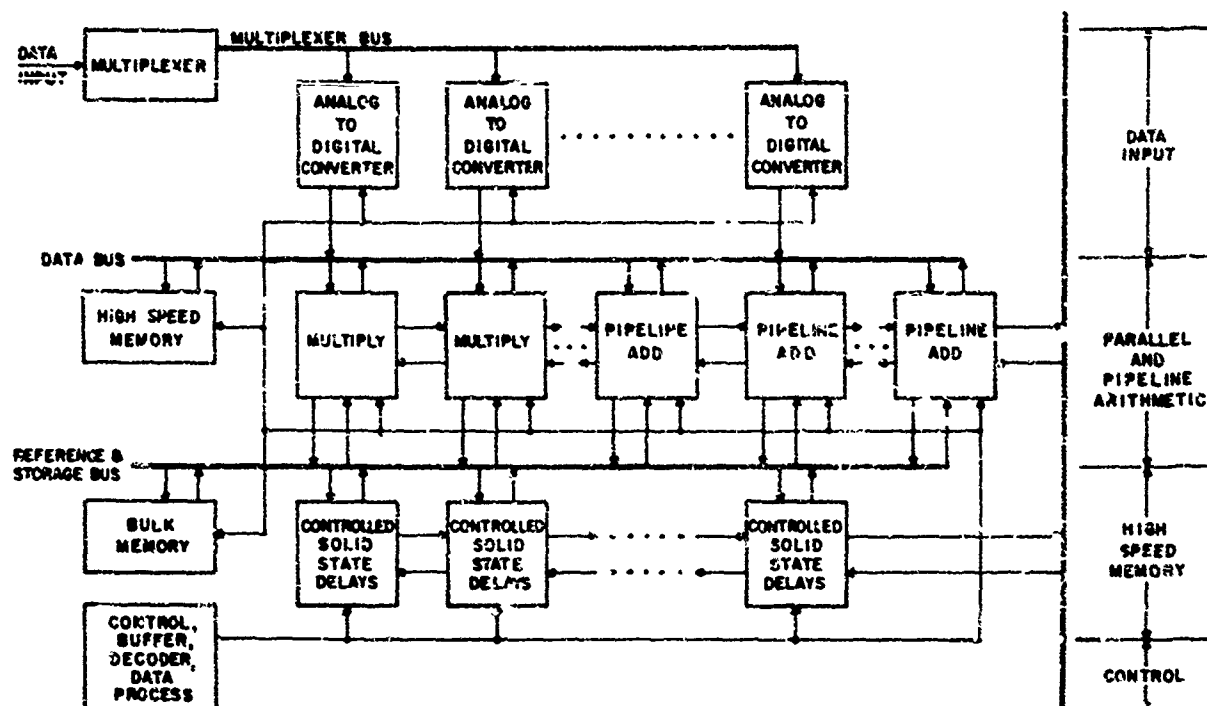 DATA
INPUT
MULTIPLEXER
MULTIPLEXER BUS
ANALOG
TO
DIGITAL
CONVERTER
ANALOG
TO
DIGITAL
CONVERTER
ANALOG
TO
DIGITAL
CONVERTER
DATA
INPUT
DATA BUS
HIGH SPEED
MEMORY
MULTIPLY
MULTIPLY
PIPELINE
ADD
PIPELINE
ADD
PIPELINE
ADD
PARALLEL
AND
PIPELINE
ARITHMETIC
REFERENCE &
STORAGE BUS
BULK
MEMORY
CONTROLLED
SOLID
STATE
DELAYS
CONTROLLED
SOLID
STATE
DELAYS
CONTROLLED
SOLID
STATE
DELAYS
HIGH
SPEED
MEMORY
CONTROL,
BUFFER,
DECODER,
DATA
PROCESS
CONTROL